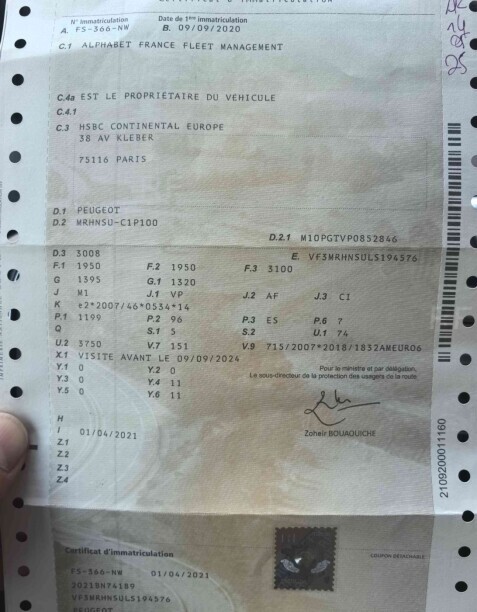 N° Immatriculation Date de 1ère immatriculation
A. FS-366-NW B. 09/09/2020
C.1 ALPHABET FRANCE FLEET MANAGEMENT
C.4a EST LE PROPRIÉTAIRE DU VÉHICULE
C.4.1
C.3 HSBC CONTINENTAL EUROPE
38 AV KLEBER
75116 PARIS
D.1 PEUGEOT
D.2 MRHNSU-C1P100
D.2.1 M10PGTVP0852846
D.3 3008 E. VF3MRHNSULS194576
F.1 1950 F.2 1950 F.3 3100
G 1395 G.1 1320
J M1 J.1 VP J.2 AF J.3 CI
K e2*2007/46*0534*14
P.1 1199 P.2 96 P.3 ES P.6 7
Q S.1 5 S.2 U.1 74
U.2 3750 V.7 151 V.9 715/2007*2018/1832AMEURO6
X.1 VISITE AVANT LE 09/09/2024
Y.1 0 Y.2 0
Y.3 0 Y.4 11
Y.5 0 Y.6 11
Pour le ministre et par délégation,
Le sous-directeur de la protection des usagers de la route
H
I 01/04/2021
Z.1
Z.2
Z.3
Z.4
Zoheir BOUAOUICHE
2109200011160
Certificat d'immatriculation
COUPON DÉTACHABLE
FS-366-NW 01/04/2021
2021BN74189
VF3MRHNSULS194576
PEUGEOT